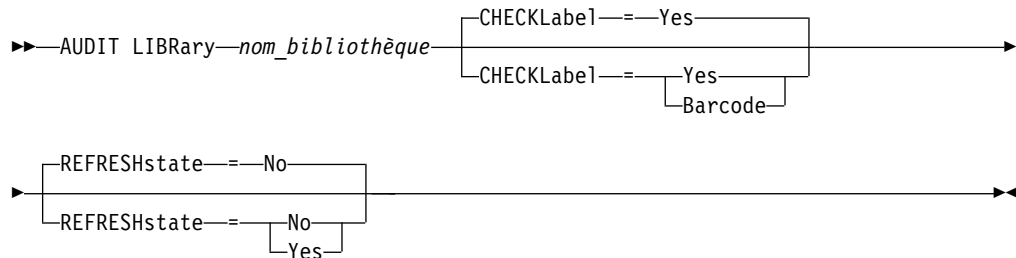 CHECKLabel = Yes
AUDIT LIBRary nom_bibliothèque
CHECKLabel = Yes
Barcode
REFRESHstate = No
REFRESHstate = No
Yes